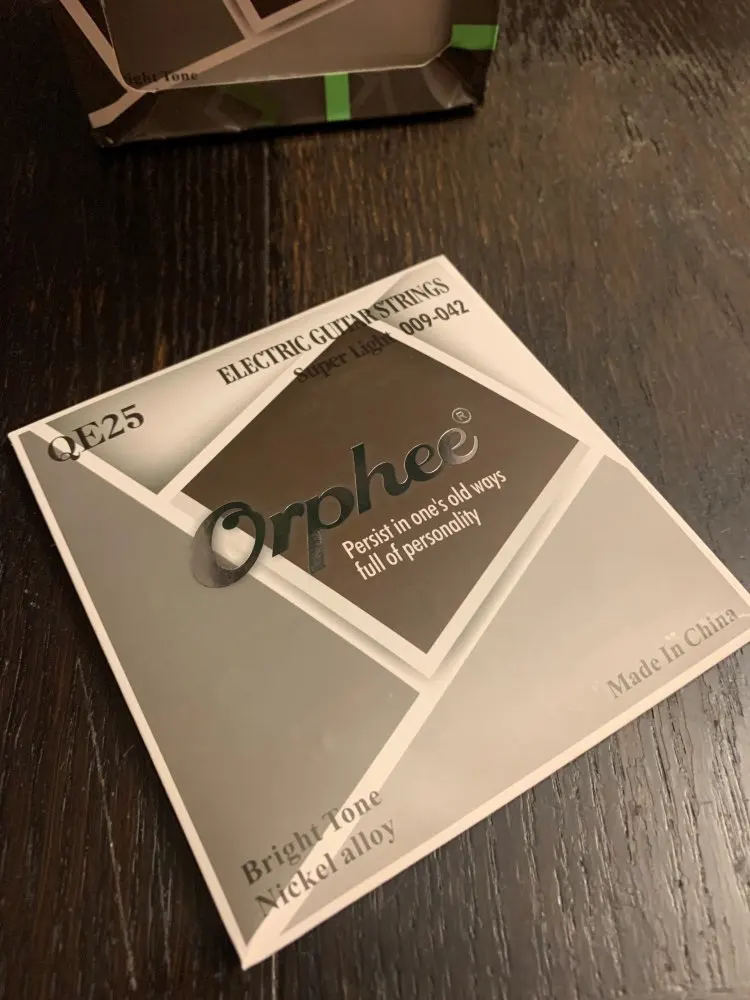 ight Tone
ELECTRIC GUITAR STRINGS
Super Light 009-042
QE25
Orphee®
Persist in one's old ways
full of personality
Made In China
Bright Tone
Nickel alloy